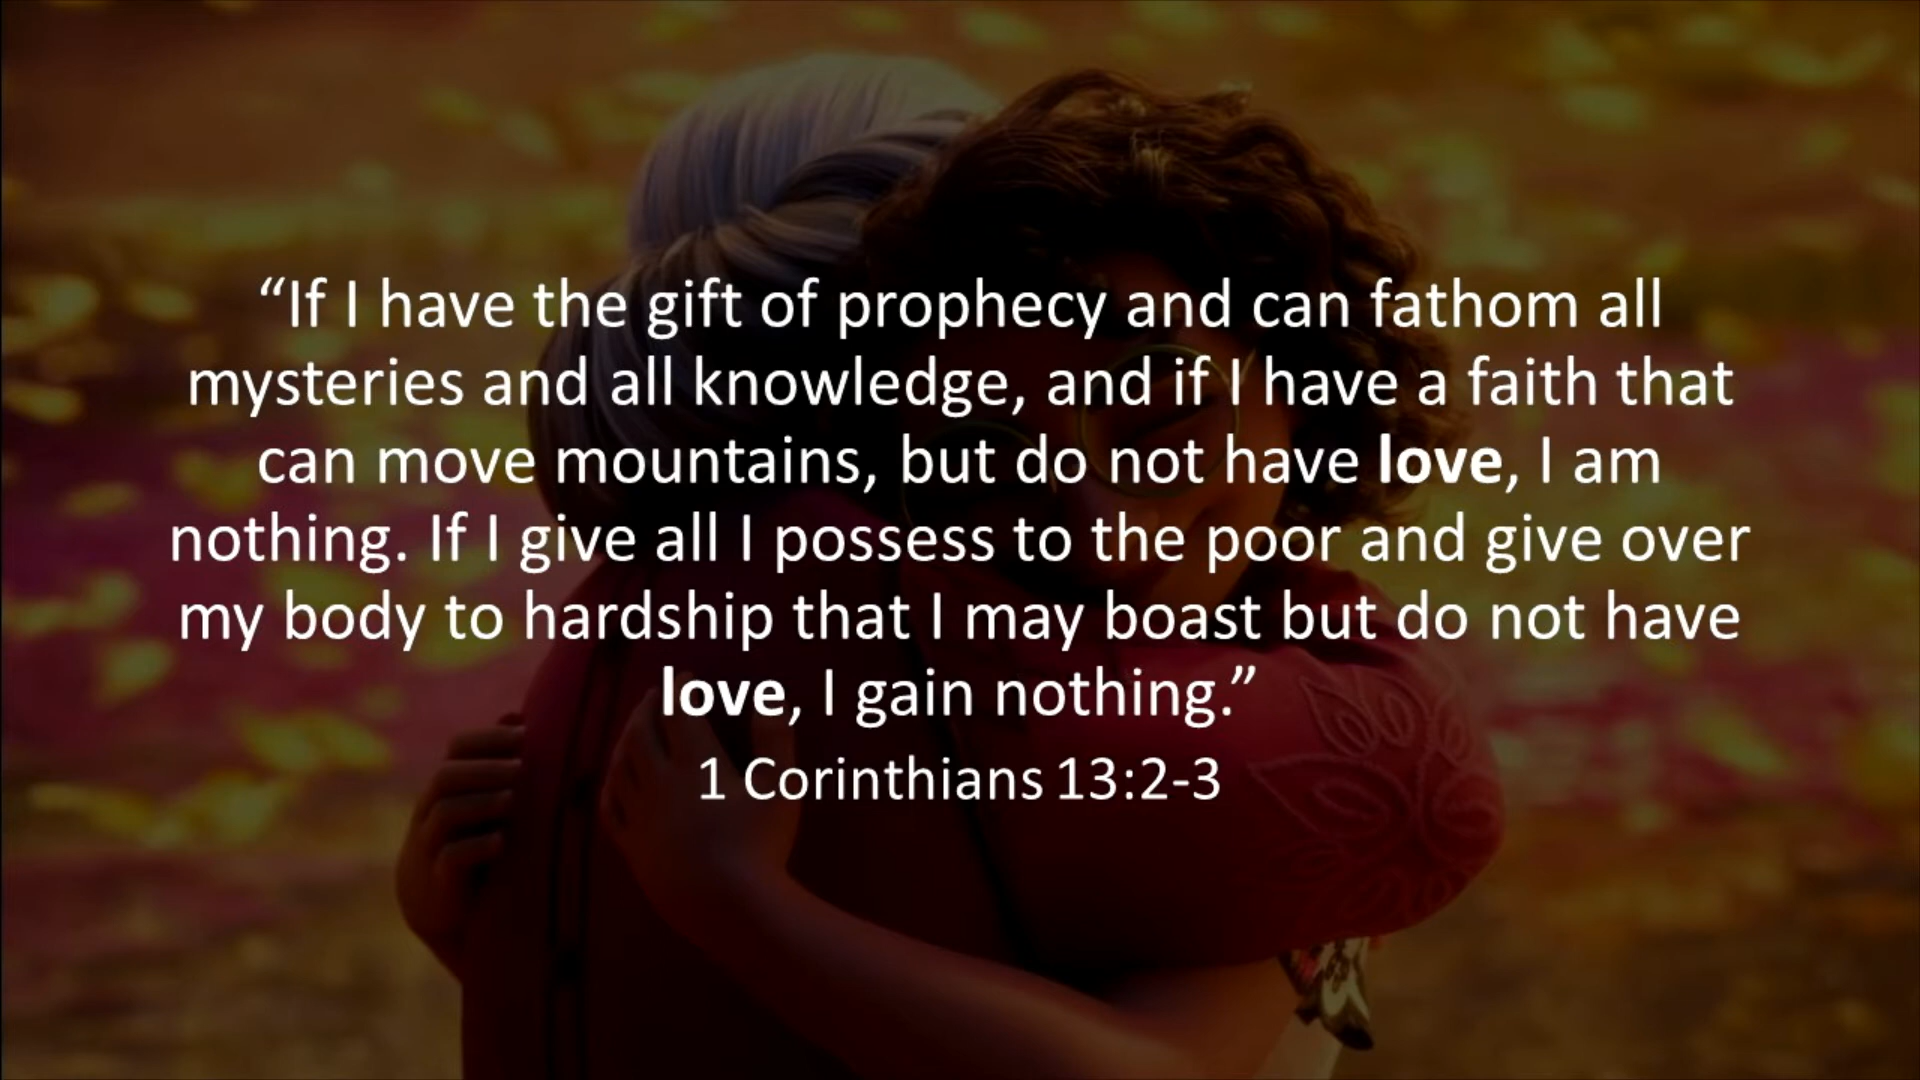 “If I have the gift of prophecy and can fathom all
mysteries and all knowledge, and if I have a faith that
can move mountains, but do not have love, I am
nothing. If I give all I possess to the poor and give over
my body to hardship that I may boast but do not have
love, I gain nothing.”
1 Corinthians 13:2-3